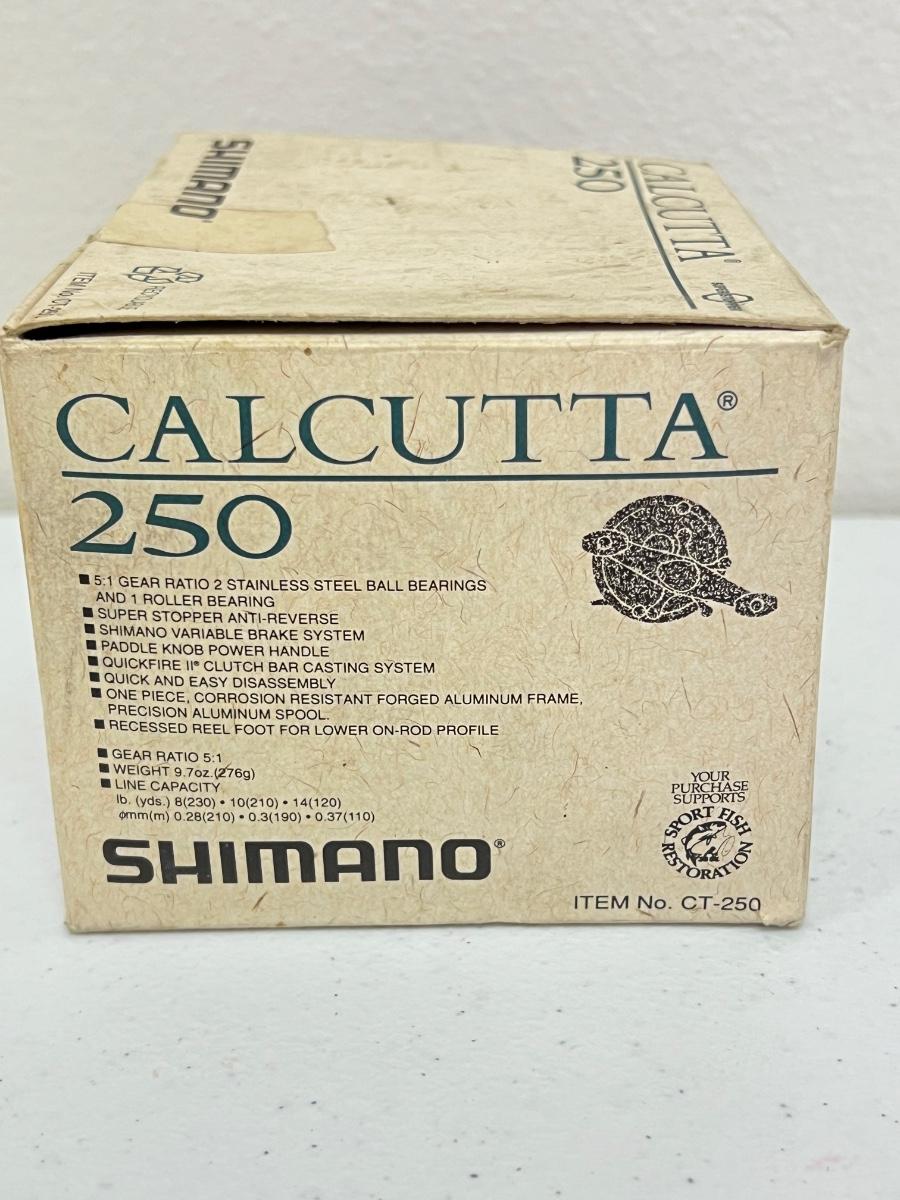 SHIMANO
CALCUTTA®
250
RECYCLABLE
CALCUTTA®
250
■ 5:1 GEAR RATIO 2 STAINLESS STEEL BALL BEARINGS
AND 1 ROLLER BEARING
■ SUPER STOPPER ANTI-REVERSE
■ SHIMANO VARIABLE BRAKE SYSTEM
■ PADDLE KNOB POWER HANDLE
■ QUICKFIRE II® CLUTCH BAR CASTING SYSTEM
■ QUICK AND EASY DISASSEMBLY
■ ONE PIECE, CORROSION RESISTANT FORGED ALUMINUM FRAME,
PRECISION ALUMINUM SPOOL.
■ RECESSED REEL FOOT FOR LOWER ON-ROD PROFILE
■ GEAR RATIO 5:1
■ WEIGHT 9.7oz.(276g)
■ LINE CAPACITY
lb. (yds.) 8(230) • 10(210) • 14(120)
φmm(m) 0.28(210) • 0.3(190) • 0.37(110)
SHIMANO®
YOUR
PURCHASE
SUPPORTS
SPORT FISH
RESTORATION
ITEM No. CT-250